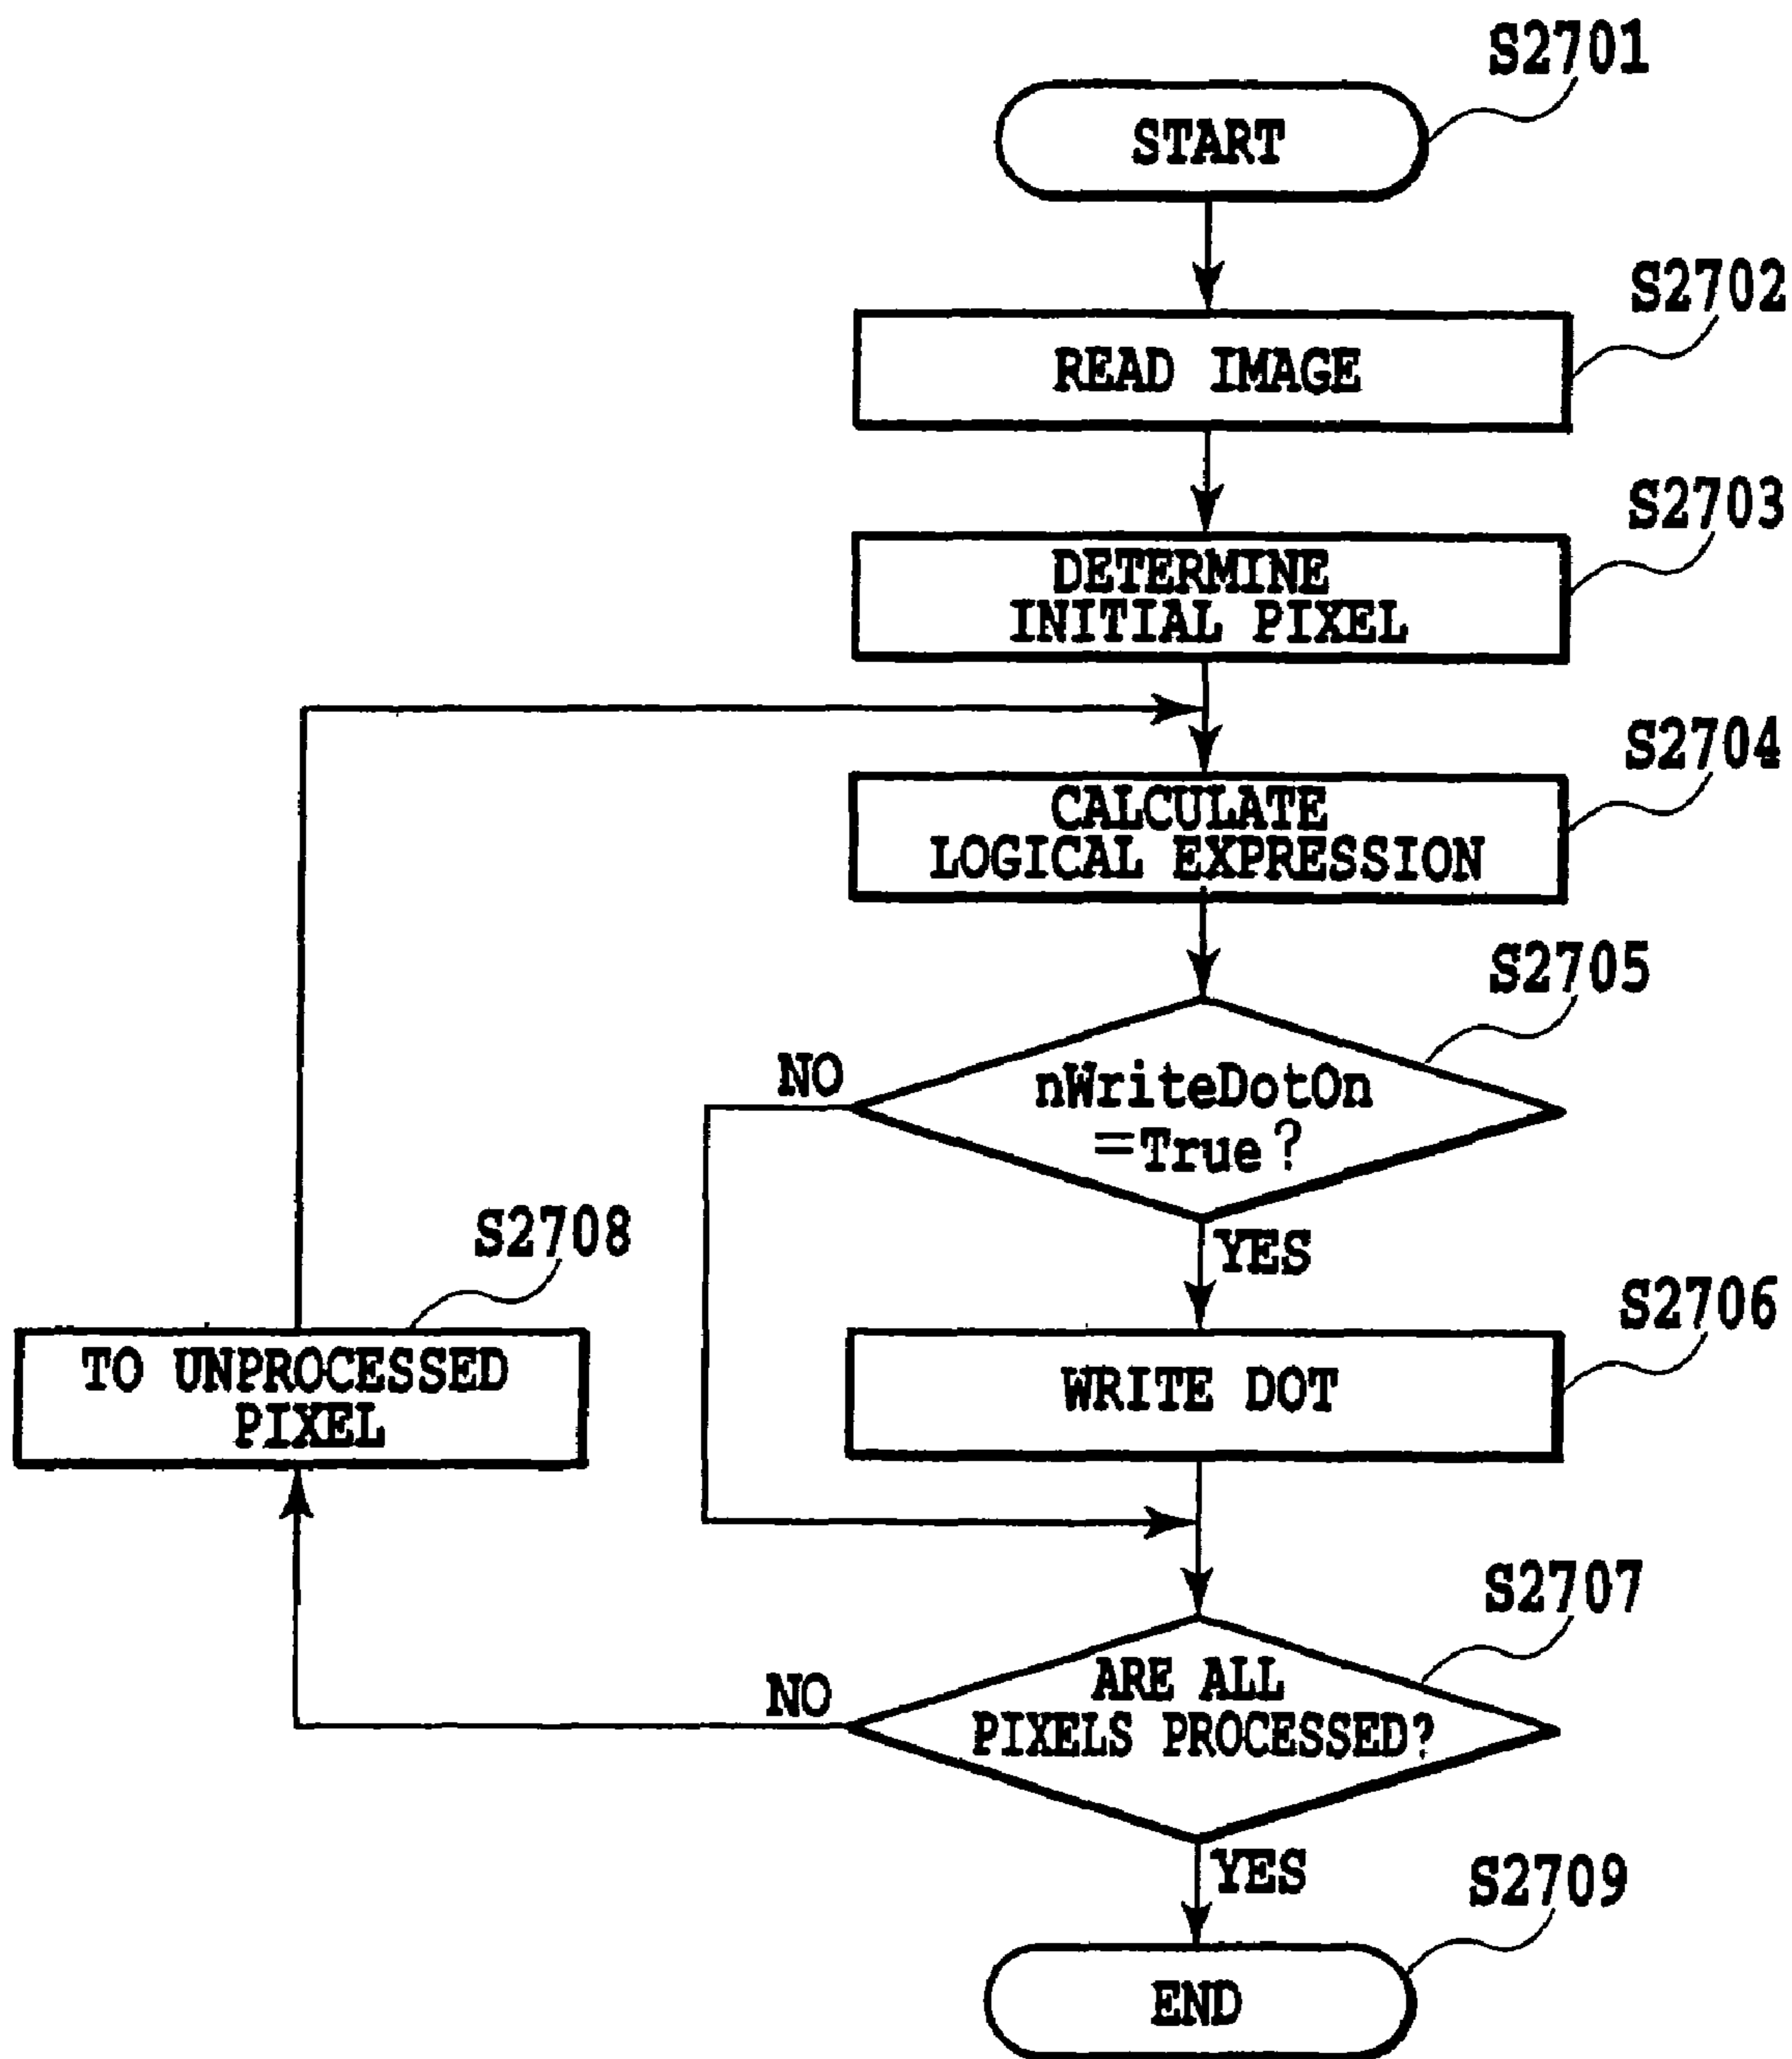 S2701
START
S2702
READ IMAGE
S2703
DETERMINE
INITIAL PIXEL
S2704
CALCULATE
LOGICAL EXPRESSION
S2705
NO
nWriteDotOn
=True?
YES
S2708
TO UNPROCESSED
PIXEL
S2706
WRITE DOT
S2707
NO
ARE ALL
PIXELS PROCESSED?
YES
S2709
END